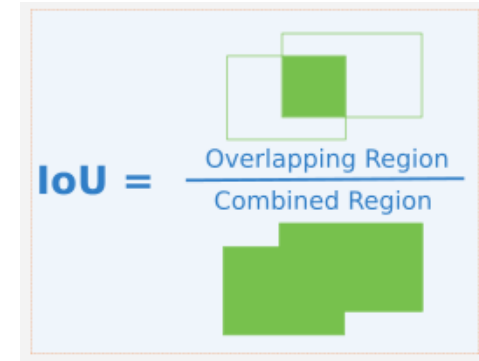 Overlapping Region
IoU =
Combined Region